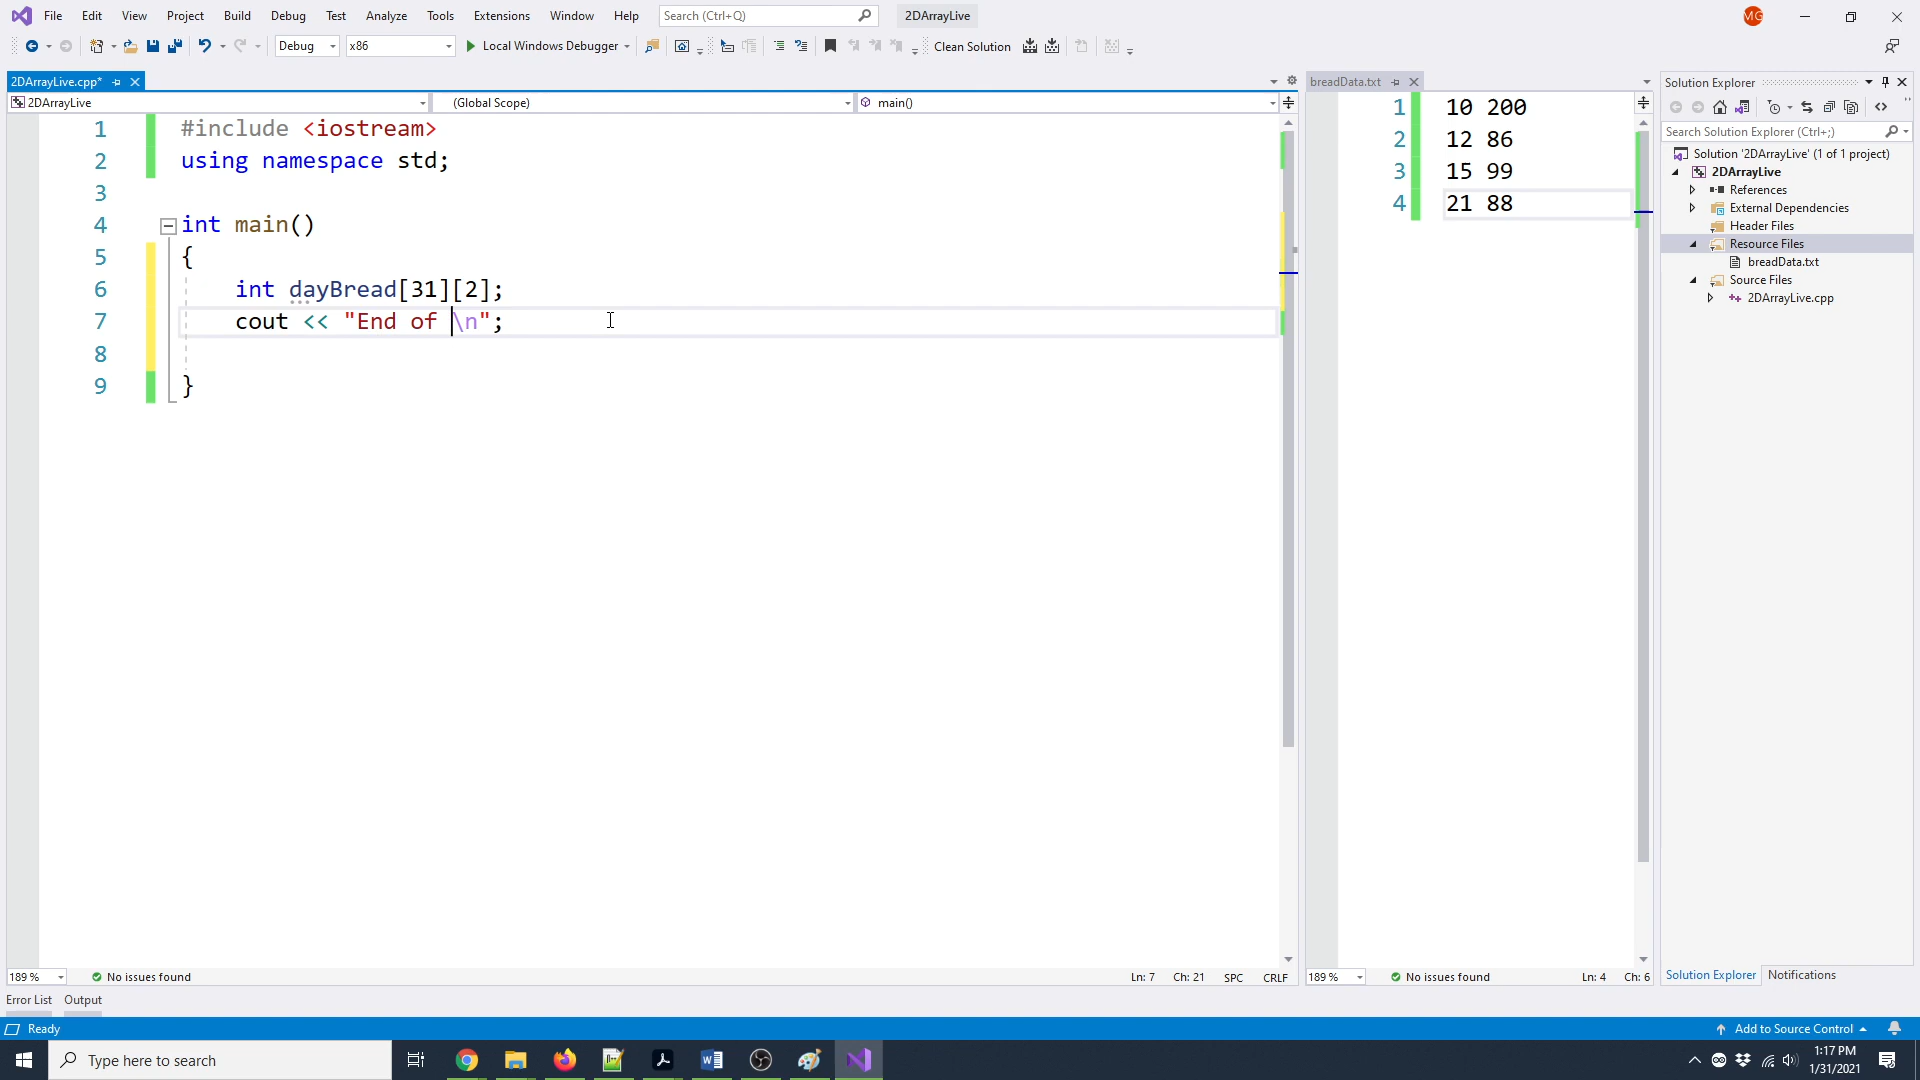 File Edit View Project Build Debug Test Analyze Tools Extensions Window Help Search (Ctrl+Q) 2DArrayLive MG
Debug x86 Local Windows Debugger Clean Solution
2DArrayLive.cpp*
2DArrayLive (Global Scope) main()
1 #include <iostream>
2 using namespace std;
3
4 int main()
5 {
6 int dayBread[31][2];
7 cout << "End of \n";
8
9 }
189 % No issues found Ln: 7 Ch: 21 SPC CRLF
breadData.txt
1 10 200
2 12 86
3 15 99
4 21 88
189 % No issues found Ln: 4 Ch: 6
Solution Explorer
Search Solution Explorer (Ctrl+;)
Solution '2DArrayLive' (1 of 1 project)
2DArrayLive
References
External Dependencies
Header Files
Resource Files
breadData.txt
Source Files
2DArrayLive.cpp
Solution Explorer Notifications
Error List Output
Ready Add to Source Control
Type here to search
1:17 PM
1/31/2021